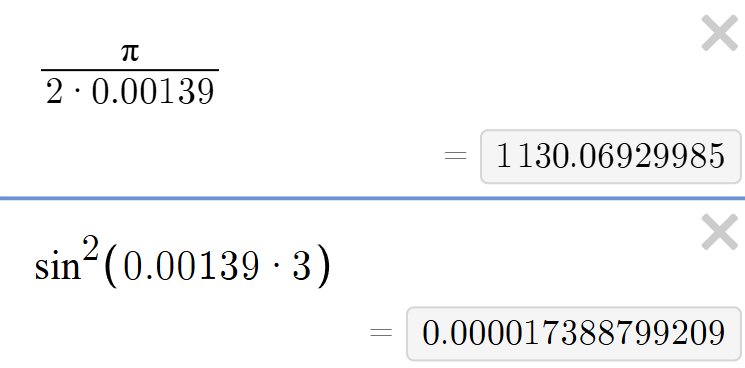 π
2 · 0.00139
= 1130.06929985
sin²(0.00139 · 3)
= 0.000017388799209